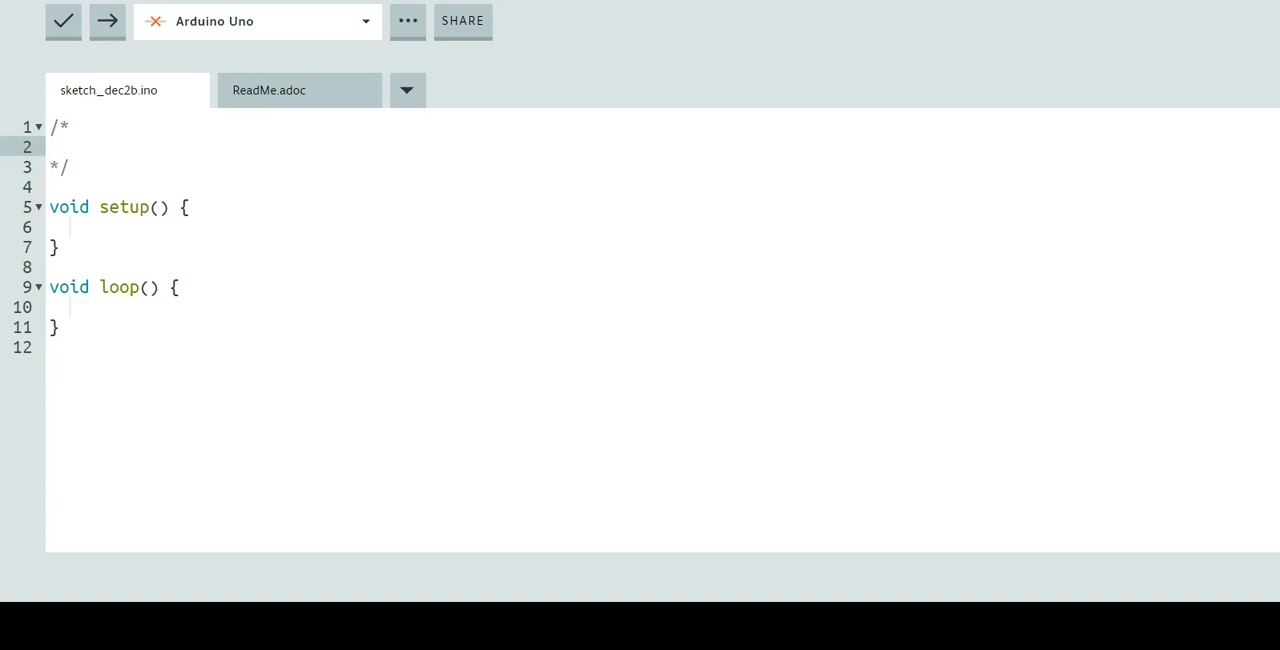 Arduino Uno
SHARE
sketch_dec2b.ino
ReadMe.adoc
1 /*
2
3 */
4
5 void setup() {
6
7 }
8
9 void loop() {
10
11 }
12